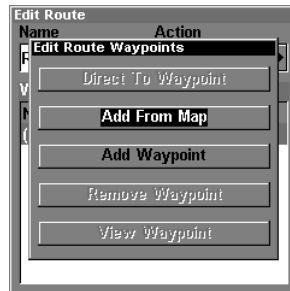 Edit Route
Name Action
Edit Route Waypoints
Direct To Waypoint
Add From Map
Add Waypoint
Remove Waypoint
View Waypoint